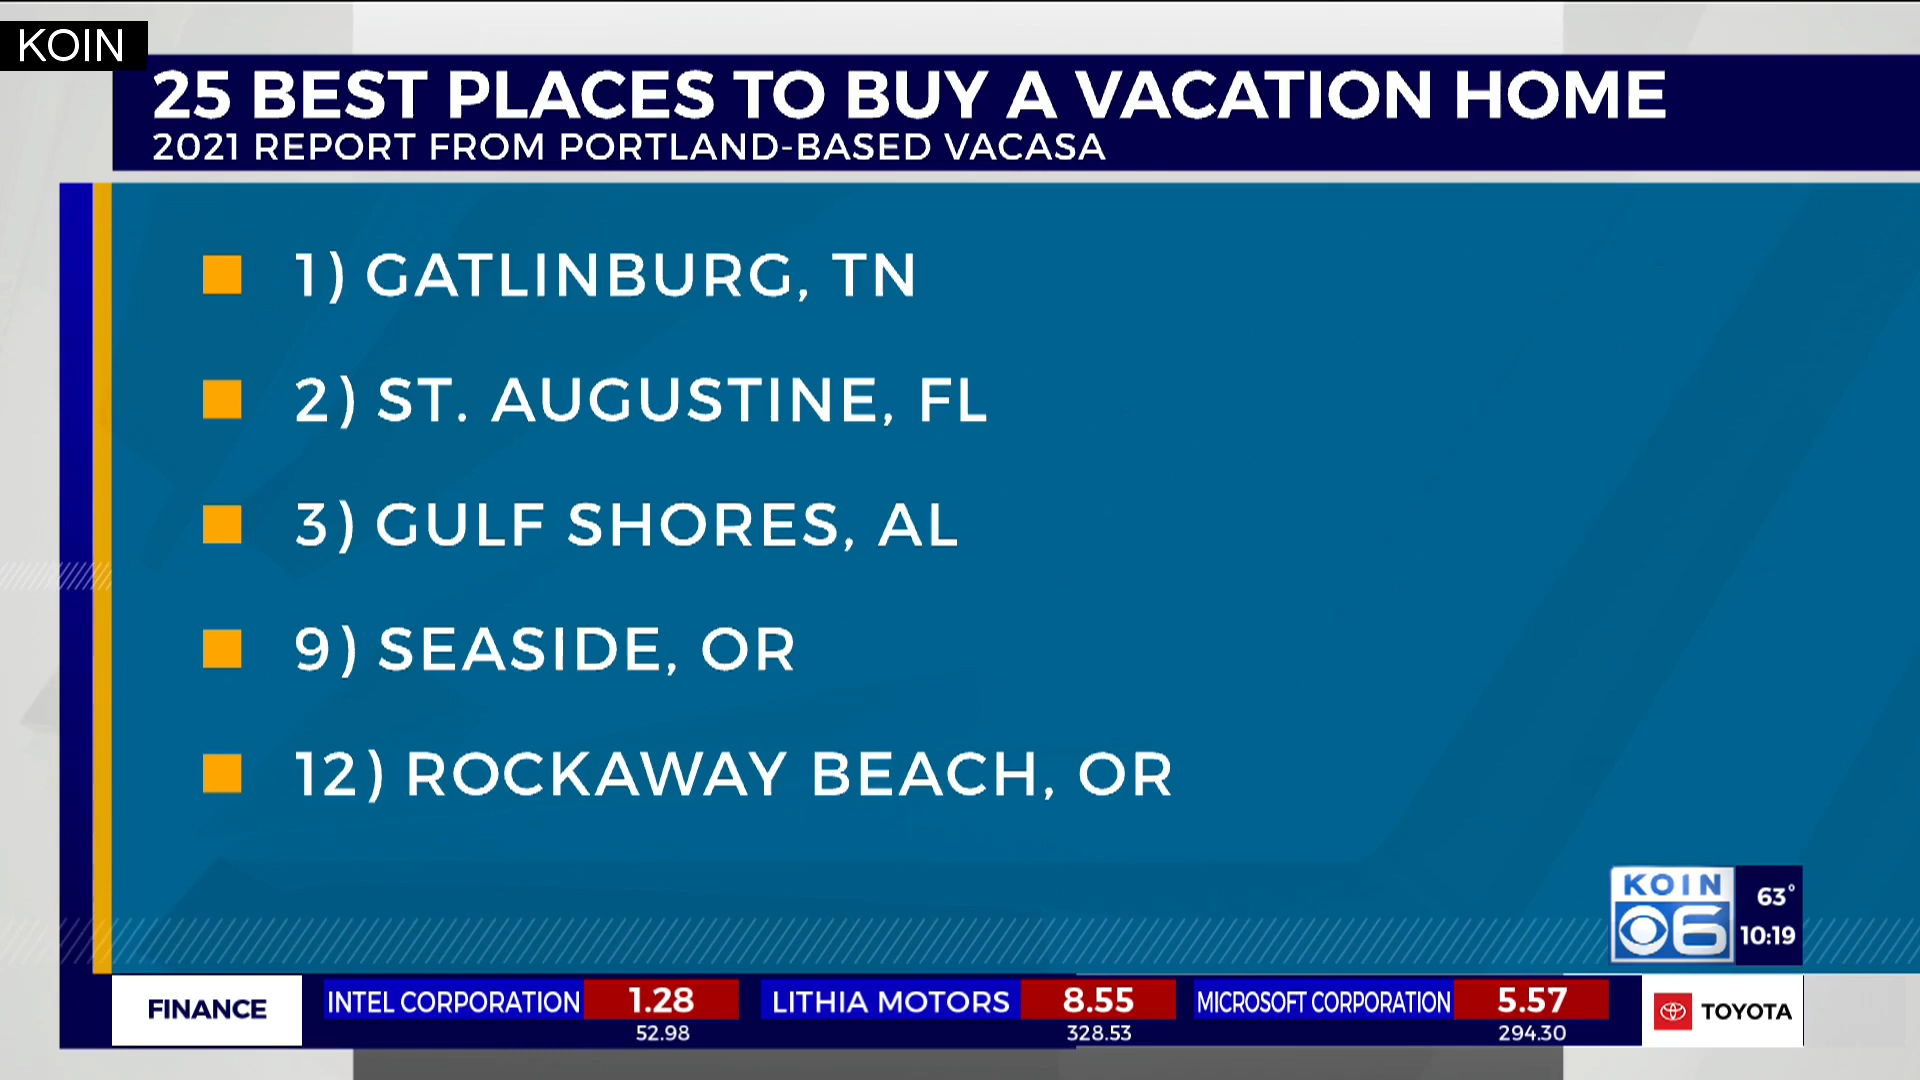 KOIN
25 BEST PLACES TO BUY A VACATION HOME
2021 REPORT FROM PORTLAND-BASED VACASA
1) GATLINBURG, TN
2) ST. AUGUSTINE, FL
3) GULF SHORES, AL
9) SEASIDE, OR
12) ROCKAWAY BEACH, OR
KOIN
6
63°
10:19
FINANCE
INTEL CORPORATION 1.28
52.98
LITHIA MOTORS 8.55
328.53
MICROSOFT CORPORATION 5.57
294.30
TOYOTA